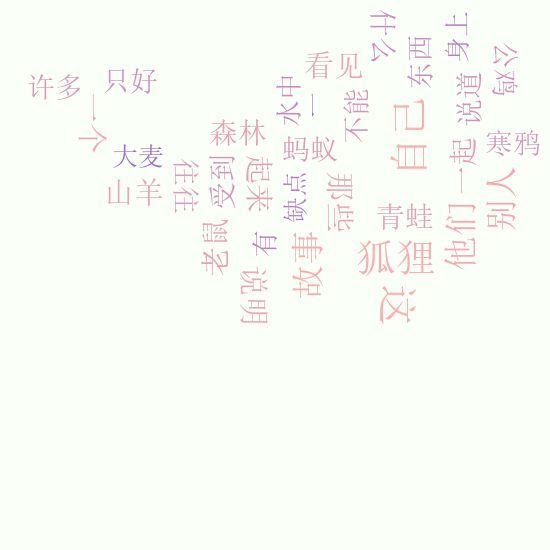 什么
身上
东西
公鸡
看见
只好
许多
说道
水中
一
不能
一个
己自
森林
寒鸦
蚂蚁
大麦
一起
山羊
往往
受到
起来
缺点
那些
别人
青蛙
他们
老鼠
有
故事
狐狸
说明
这